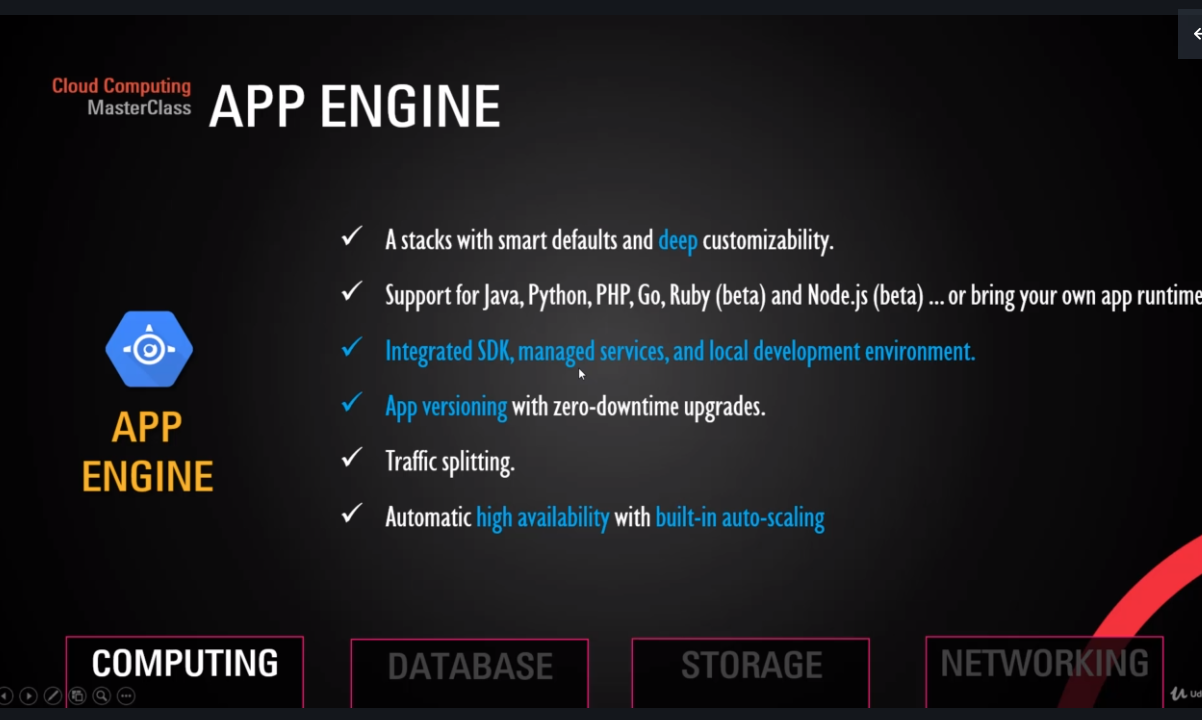 Cloud Computing
MasterClass
APP ENGINE
A stacks with smart defaults and deep customizability.
Support for Java, Python, PHP, Go, Ruby (beta) and Node.js (beta) ... or bring your own app runtime
Integrated SDK, managed services, and local development environment.
App versioning with zero-downtime upgrades.
Traffic splitting.
Automatic high availability with built-in auto-scaling
APP
ENGINE
COMPUTING
DATABASE
STORAGE
NETWORKING
Ud